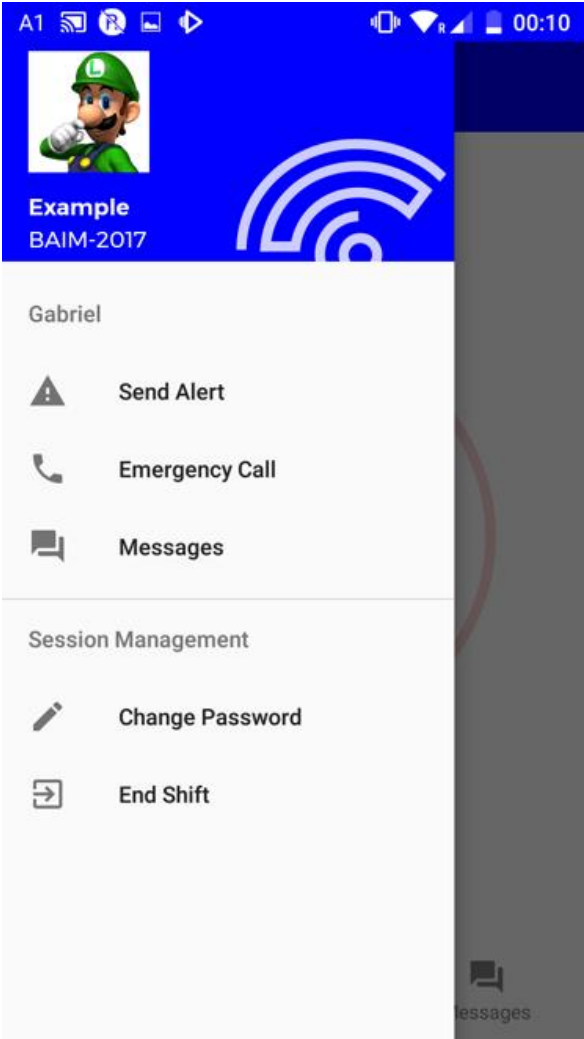 A1 R R 00:10
L
Example
BAIM-2017
Gabriel
Send Alert
Emergency Call
Messages
Session Management
Change Password
End Shift
lessages